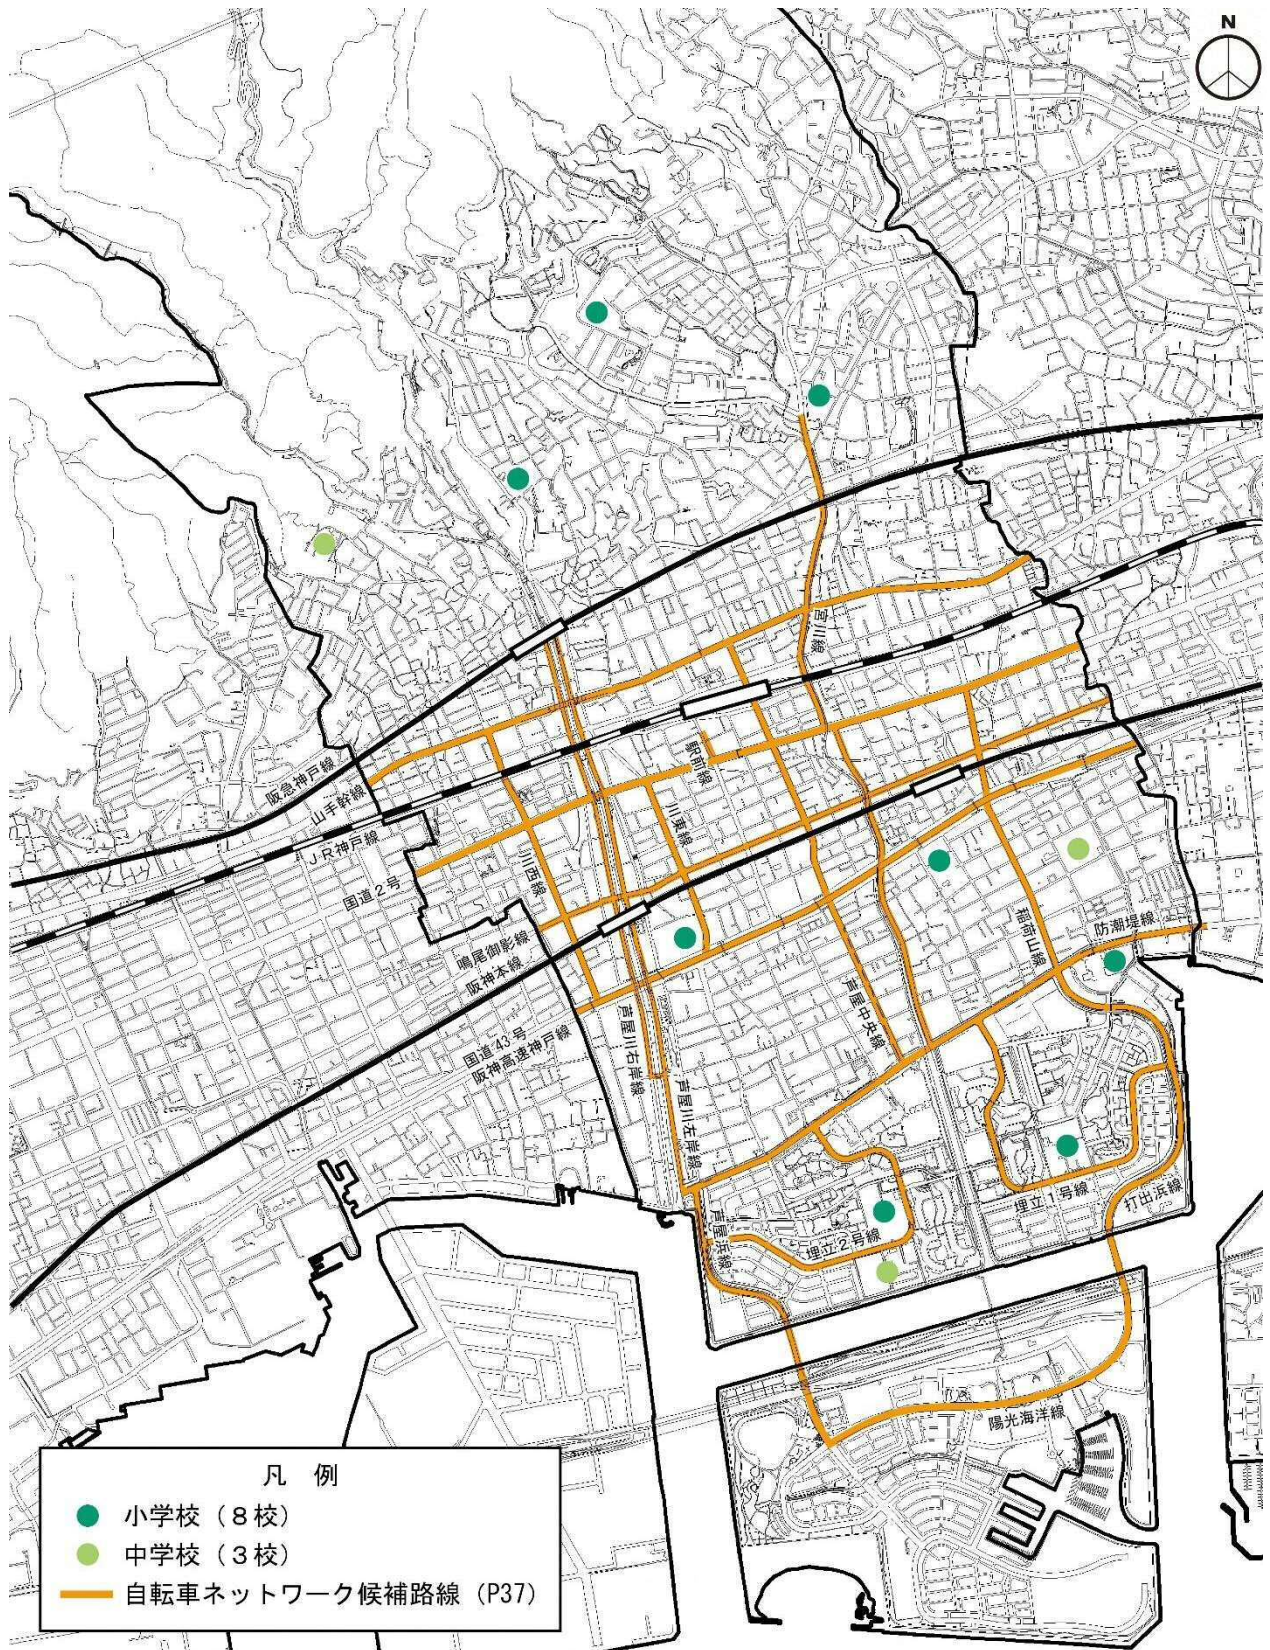 N
宮川線
駅前線
阪急神戸線
山手幹線
JR神戸線
国道2号
川東線
川西線
鳴尾御影線
阪神本線
国道43号
阪神高速神戸線
稲荷山線
防潮堤線
芦屋川右岸線
芦屋中央線
芦屋川左岸線
芦屋浜線
埋立2号線
埋立1号線
打出浜線
陽光海洋線
凡 例
小学校（8校）
中学校（3校）
自転車ネットワーク候補路線（P37）